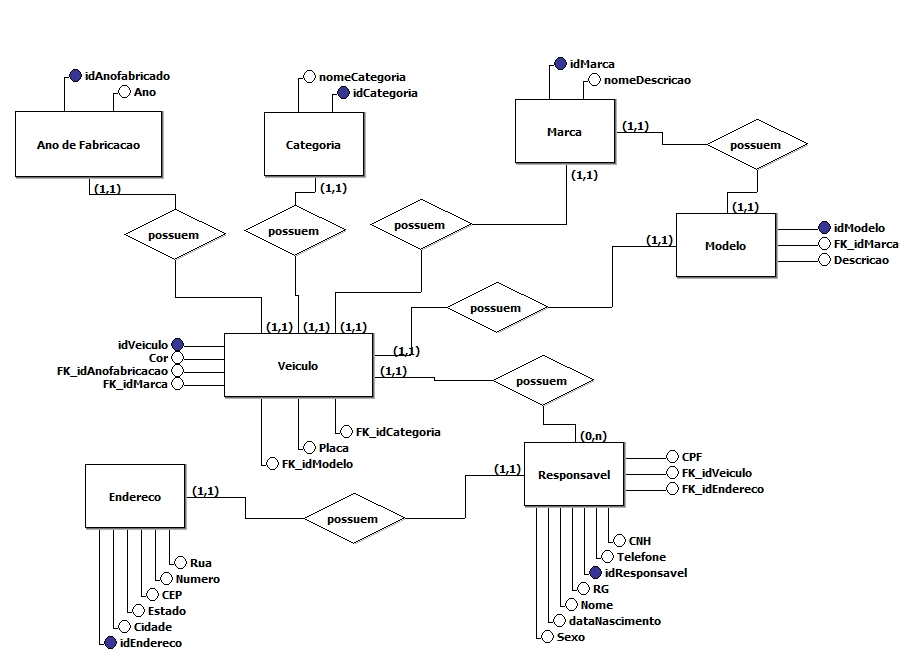 idMarca
nomeDescricao
idAnofabricado
Ano
nomeCategoria
idCategoria
Ano de Fabricacao
Categoria
Marca
(1,1)
possuem
(1,1)
(1,1)
(1,1)
(1,1)
possuem
possuem
possuem
(1,1)
Modelo
idModelo
FK_idMarca
Descricao
possuem
(1,1)
(1,1)
(1,1)
(1,1)
(1,1)
idVeiculo
Cor
FK_idAnofabricacao
FK_idMarca
Veiculo
possuem
FK_idCategoria
Placa
FK_idModelo
(0,n)
CPF
FK_idVeiculo
FK_idEndereco
Responsavel
(1,1)
Endereco
(1,1)
possuem
CNH
Telefone
idResponsavel
RG
Nome
dataNascimento
Sexo
Rua
Numero
CEP
Estado
Cidade
idEndereco